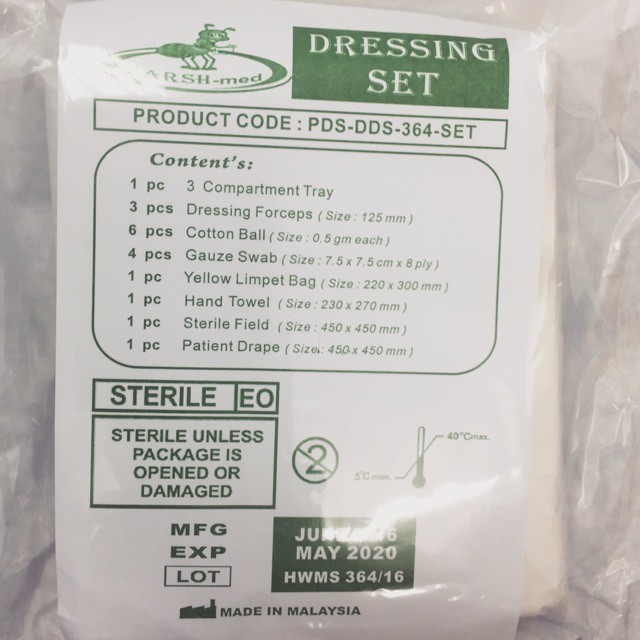 ARSH-med
DRESSING
SET
PRODUCT CODE : PDS-DDS-364-SET
Content's:
1 pc 3 Compartment Tray
3 pcs Dressing Forceps ( Size : 125 mm )
6 pcs Cotton Ball ( Size : 0.5 gm each )
4 pcs Gauze Swab ( Size : 7.5 x 7.5 cm x 8 ply )
1 pc Yellow Limpet Bag ( Size : 220 x 300 mm )
1 pc Hand Towel ( Size : 230 x 270 mm )
1 pc Sterile Field ( Size : 450 x 450 mm )
1 pc Patient Drape ( Size : 450 x 450 mm )
STERILE EO
STERILE UNLESS
PACKAGE IS
OPENED OR
DAMAGED
2
40°C max.
5°C min.
MFG
EXP MAY 2020
LOT HWMS 364/16
MADE IN MALAYSIA